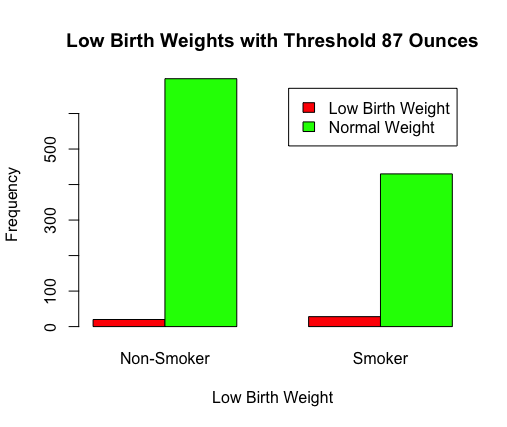 Low Birth Weights with Threshold 87 Ounces
Low Birth Weight
Normal Weight
Frequency
500
300
100
0
Non-Smoker
Smoker
Low Birth Weight